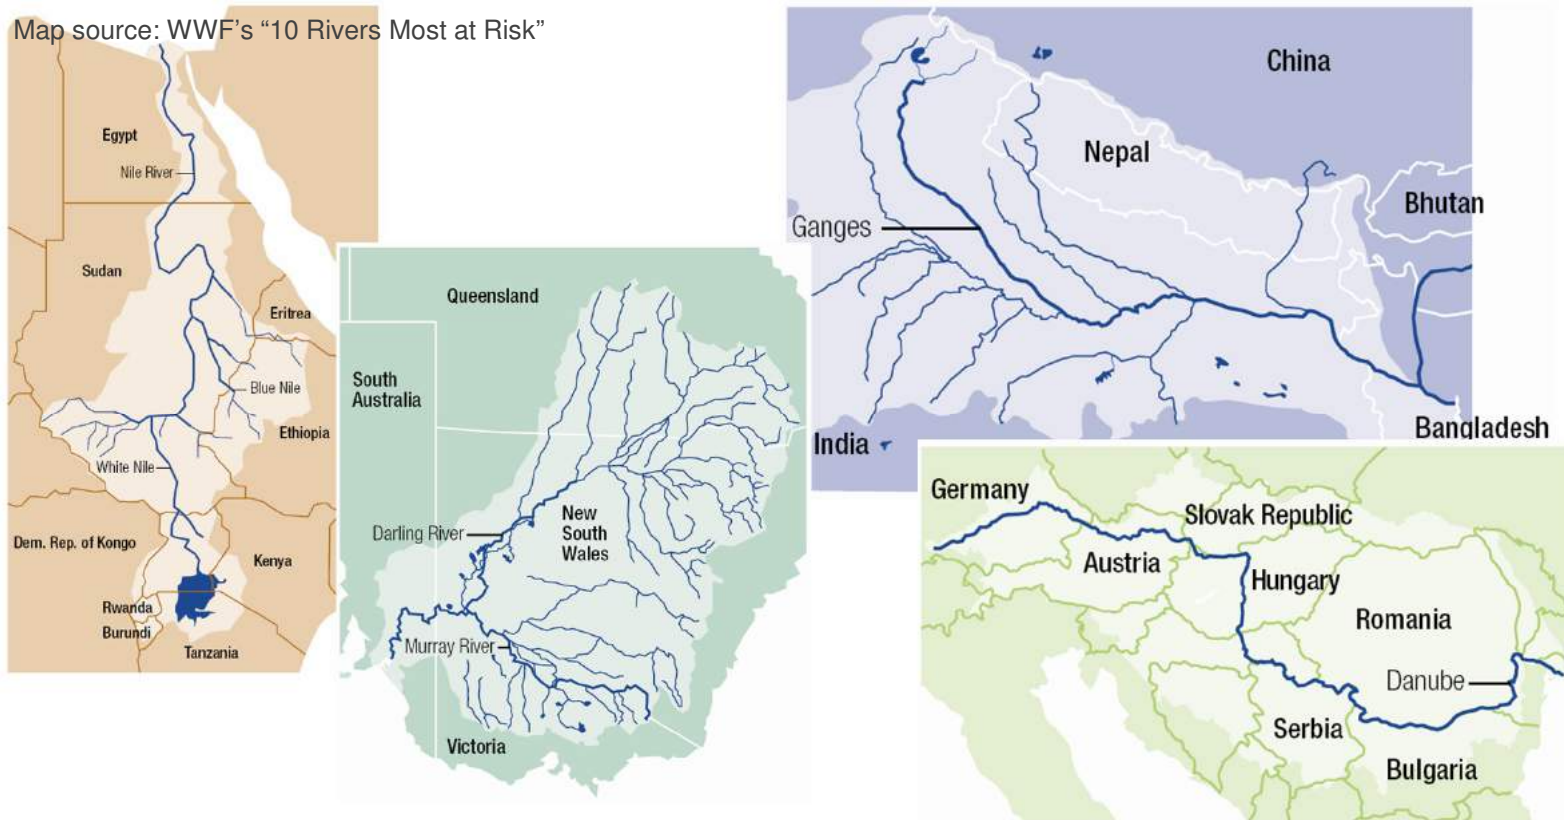 Map source: WWF’s “10 Rivers Most at Risk”
Egypt
Nile River
Sudan
Eritrea
Blue Nile
Ethiopia
White Nile
Dem. Rep. of Kongo
Kenya
Rwanda
Burundi
Tanzania
Queensland
South
Australia
Darling River
New
South
Wales
Murray River
Victoria
China
Nepal
Bhutan
Ganges
India
Bangladesh
Germany
Slovak Republic
Austria
Hungary
Romania
Danube
Serbia
Bulgaria